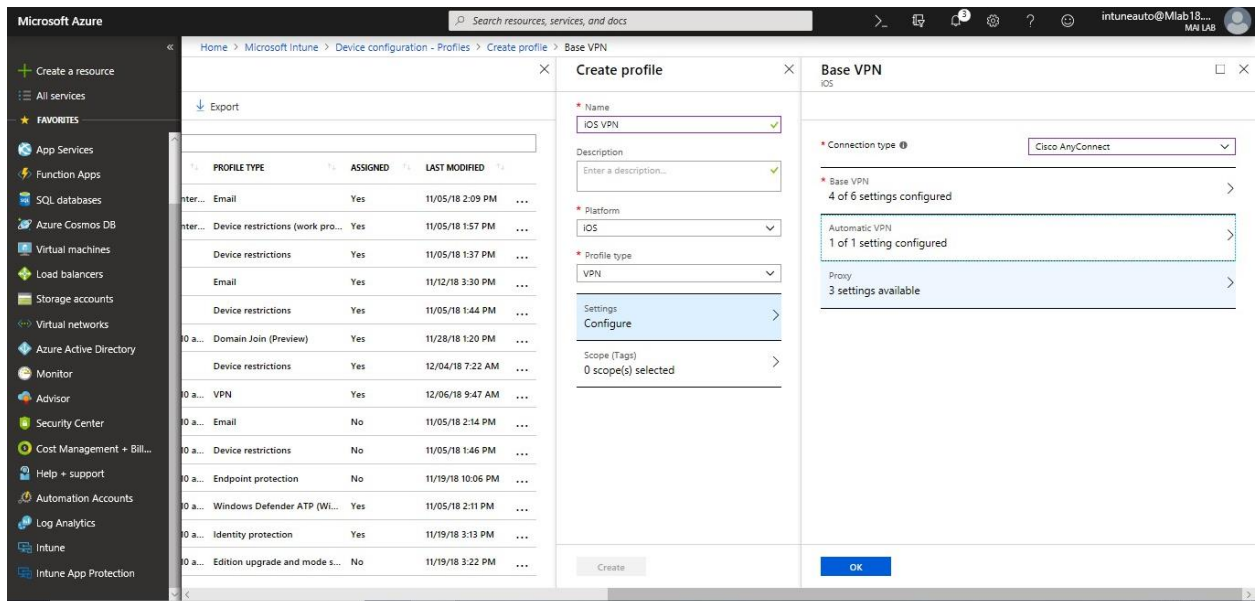 Microsoft Azure
Search resources, services, and docs
3
intuneauto@Mlab18....
MAI LAB
Home > Microsoft Intune > Device configuration - Profiles > Create profile > Base VPN
Create a resource
All services
FAVORITES
App Services
Function Apps
SQL databases
Azure Cosmos DB
Virtual machines
Load balancers
Storage accounts
Virtual networks
Azure Active Directory
Monitor
Advisor
Security Center
Cost Management + Bill...
Help + support
Automation Accounts
Log Analytics
Intune
Intune App Protection
Export
PROFILE TYPE ASSIGNED LAST MODIFIED
nter... Email Yes 11/05/18 2:09 PM ...
nter... Device restrictions (work pro... Yes 11/05/18 1:57 PM ...
Device restrictions Yes 11/05/18 1:37 PM ...
Email Yes 11/12/18 3:30 PM ...
Device restrictions Yes 11/05/18 1:44 PM ...
10 a... Domain Join (Preview) Yes 11/28/18 1:20 PM ...
Device restrictions Yes 12/04/18 7:22 AM ...
10 a... VPN Yes 12/06/18 9:47 AM ...
10 a... Email No 11/05/18 2:14 PM ...
10 a... Device restrictions No 11/05/18 1:46 PM ...
10 a... Endpoint protection No 11/19/18 10:06 PM ...
10 a... Windows Defender ATP (Wi... Yes 11/05/18 2:11 PM ...
10 a... Identity protection Yes 11/19/18 3:13 PM ...
10 a... Edition upgrade and mode s... No 11/19/18 3:22 PM ...
Create profile
* Name
iOS VPN
Description
Enter a description...
* Platform
iOS
* Profile type
VPN
Settings
Configure
Scope (Tags)
0 scope(s) selected
Create
Base VPN
iOS
* Connection type
Cisco AnyConnect
* Base VPN
4 of 6 settings configured
Automatic VPN
1 of 1 setting configured
Proxy
3 settings available
OK